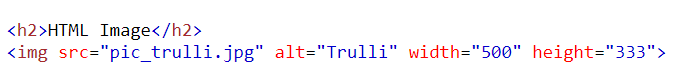 <h2>HTML Image</h2>
<img src="pic_trulli.jpg" alt="Trulli" width="500" height="333">